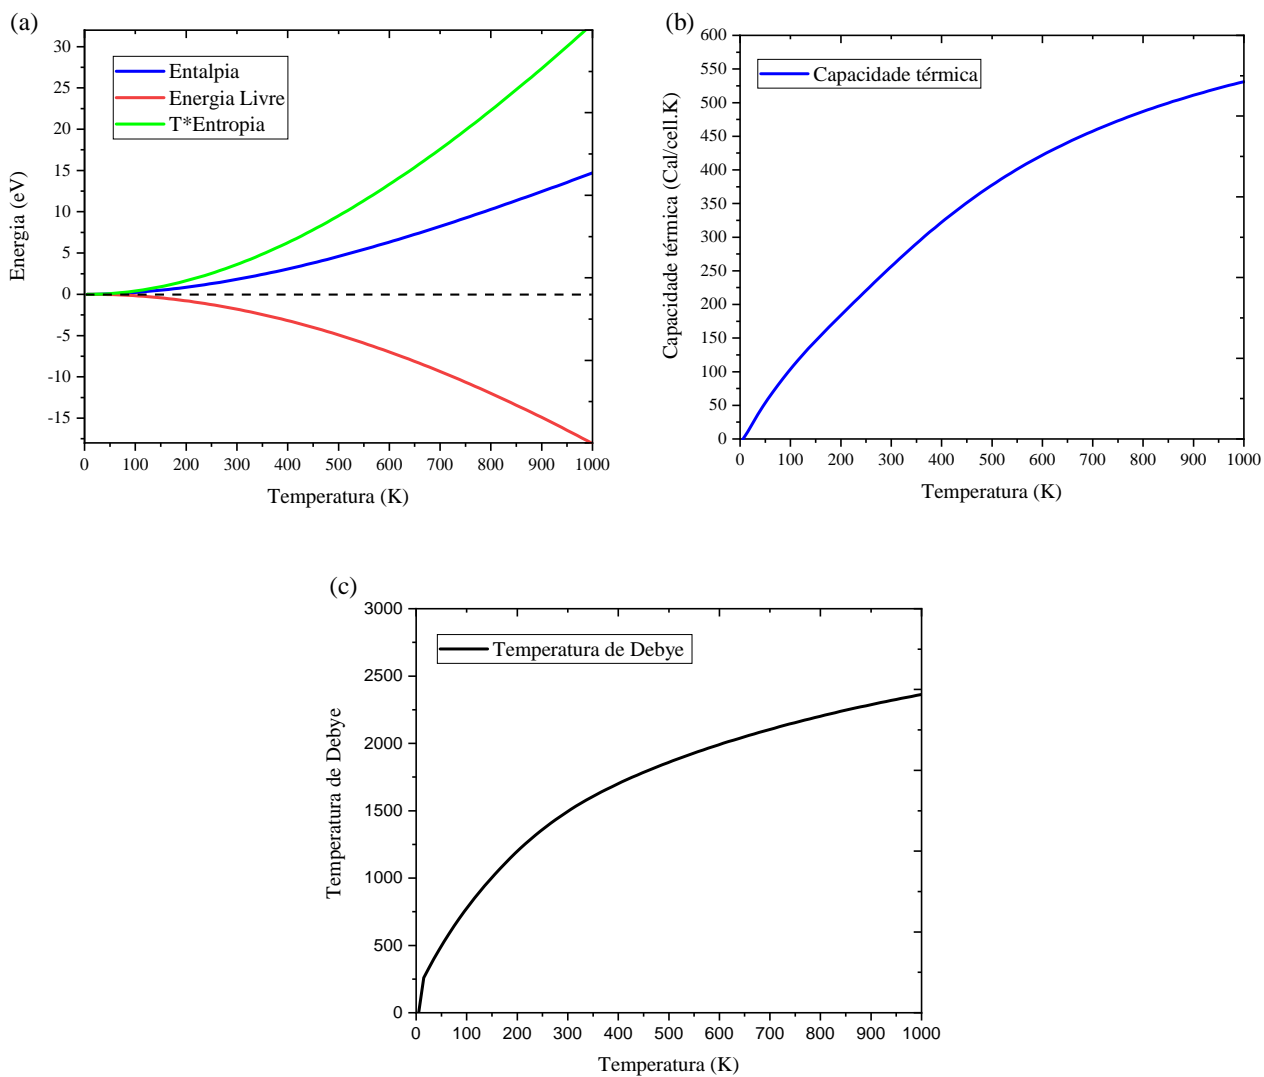 (a)
30
25
20
15
10
5
0
-5
-10
-15
Energia (eV)
Entalpia
Energia Livre
T*Entropia
0 100 200 300 400 500 600 700 800 900 1000
Temperatura (K)
(b)
600
550
500
450
400
350
300
250
200
150
100
50
0
Capacidade térmica (Cal/cell.K)
Capacidade térmica
0 100 200 300 400 500 600 700 800 900 1000
Temperatura (K)
(c)
3000
2500
2000
1500
1000
500
0
Temperatura de Debye
Temperatura de Debye
0 100 200 300 400 500 600 700 800 900 1000
Temperatura (K)